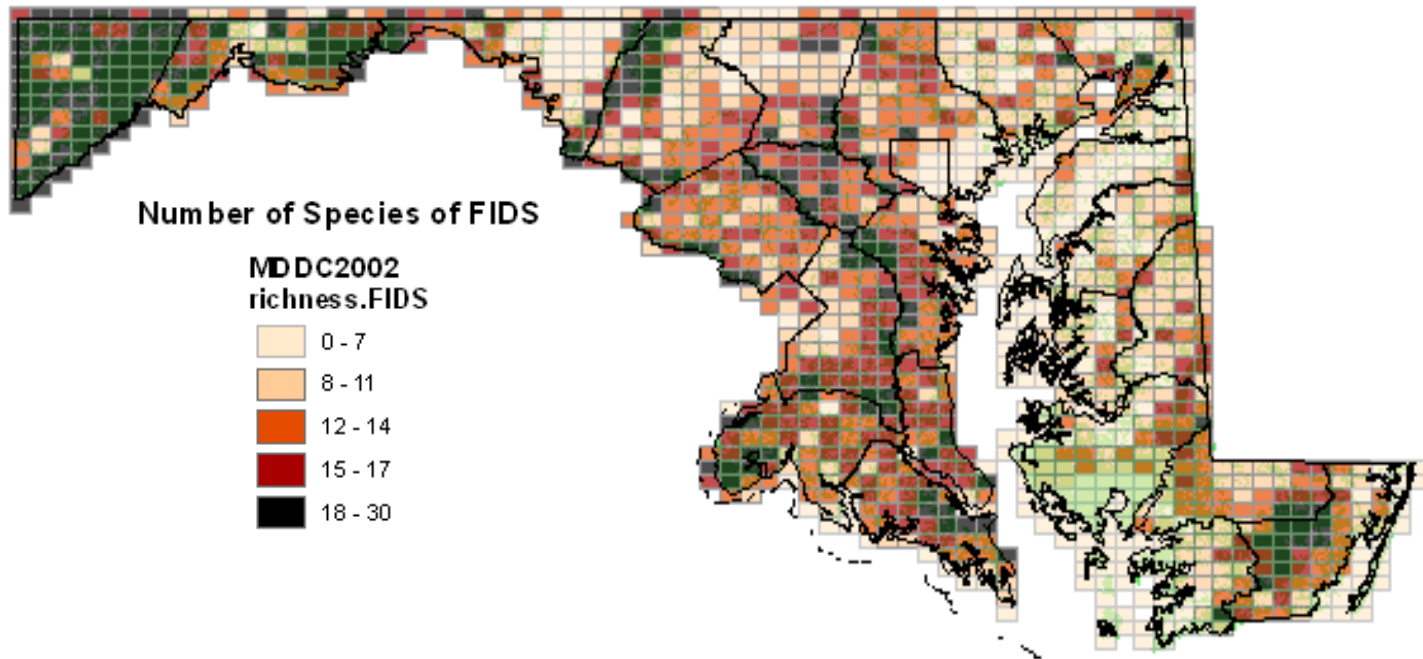 Number of Species of FIDS
MDDC2002
richness.FIDS
0 - 7
8 - 11
12 - 14
15 - 17
18 - 30